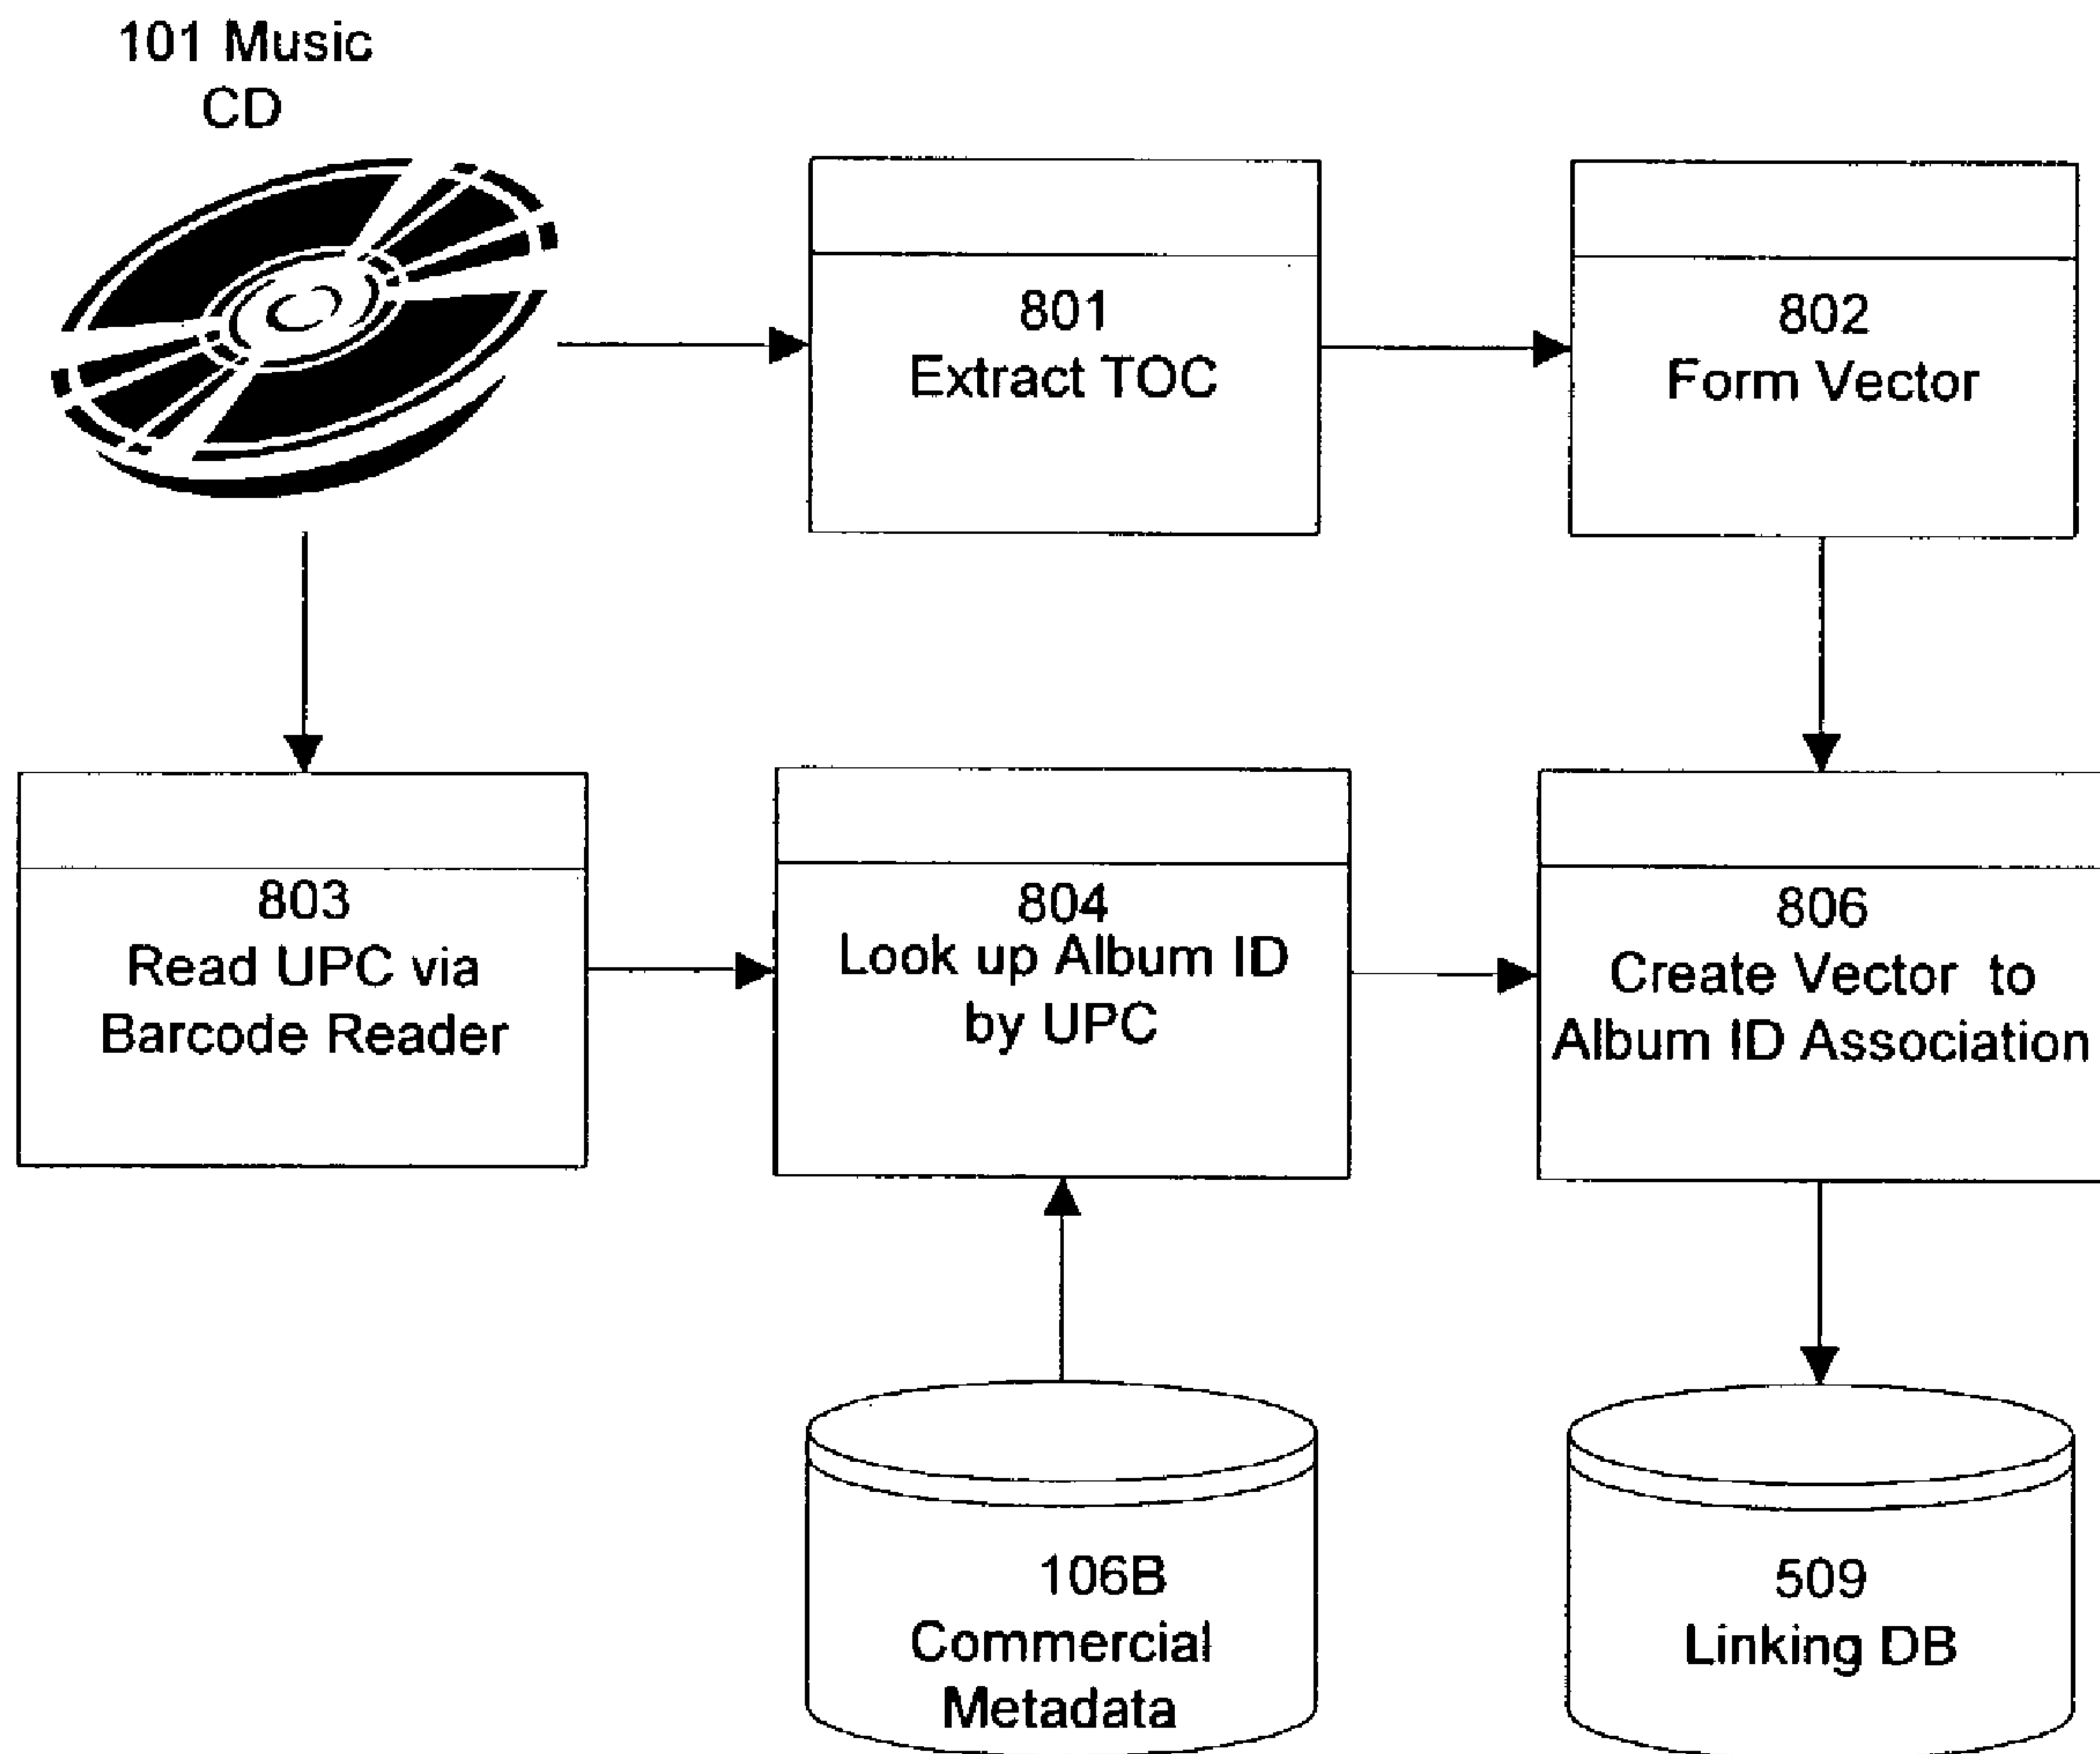 101 Music
CD
801
Extract TOC
802
Form Vector
803
Read UPC via
Barcode Reader
804
Look up Album ID
by UPC
806
Create Vector to
Album ID Association
106B
Commercial
Metadata
509
Linking DB